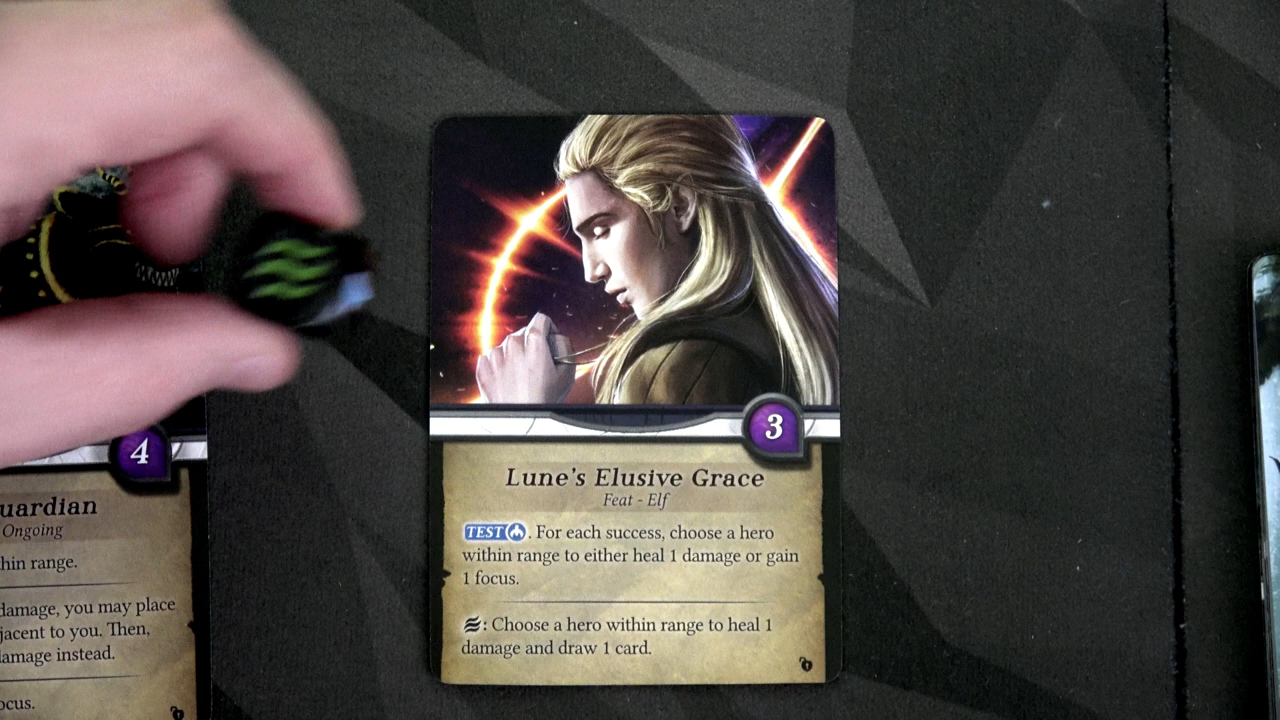 4
uardian
Ongoing
hin range.
damage, you may place
jacent to you. Then,
amage instead.
ocus.
3
Lune's Elusive Grace
Feat - Elf
TEST . For each success, choose a hero
within range to either heal 1 damage or gain
1 focus.
: Choose a hero within range to heal 1
damage and draw 1 card.